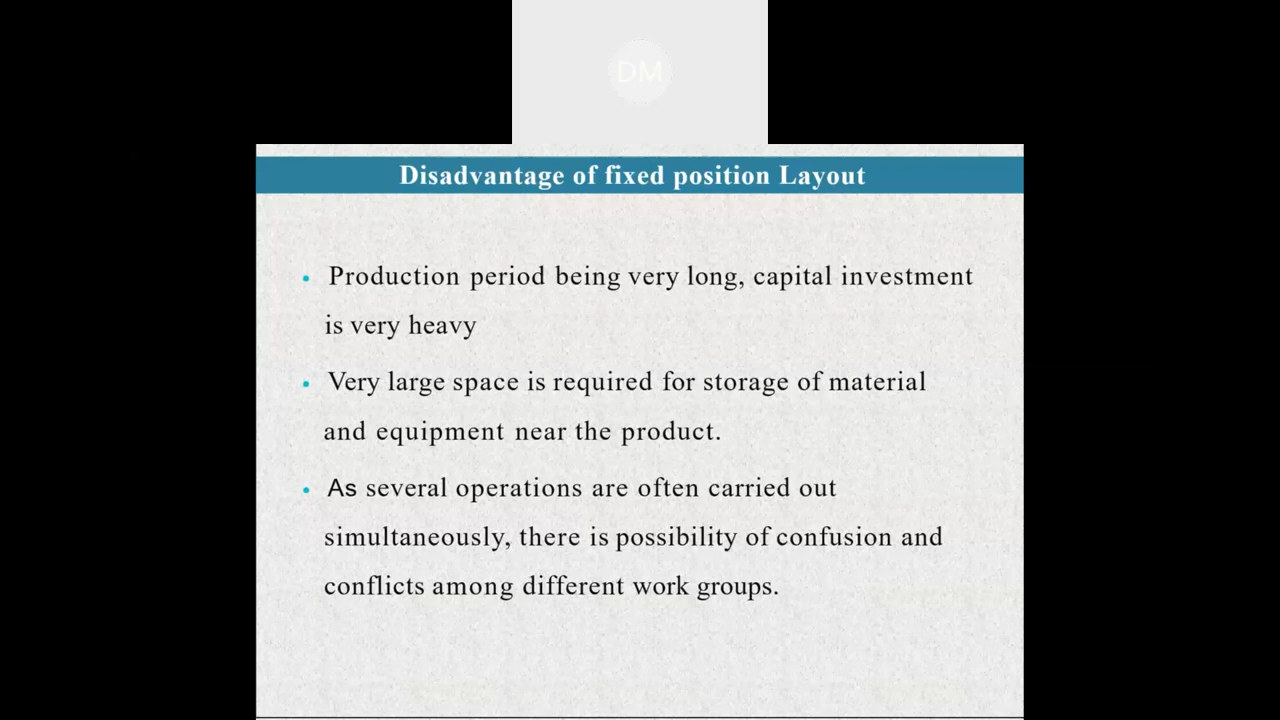 DM
Disadvantage of fixed position Layout
• Production period being very long, capital investment
is very heavy
• Very large space is required for storage of material
and equipment near the product.
• As several operations are often carried out
simultaneously, there is possibility of confusion and
conflicts among different work groups.